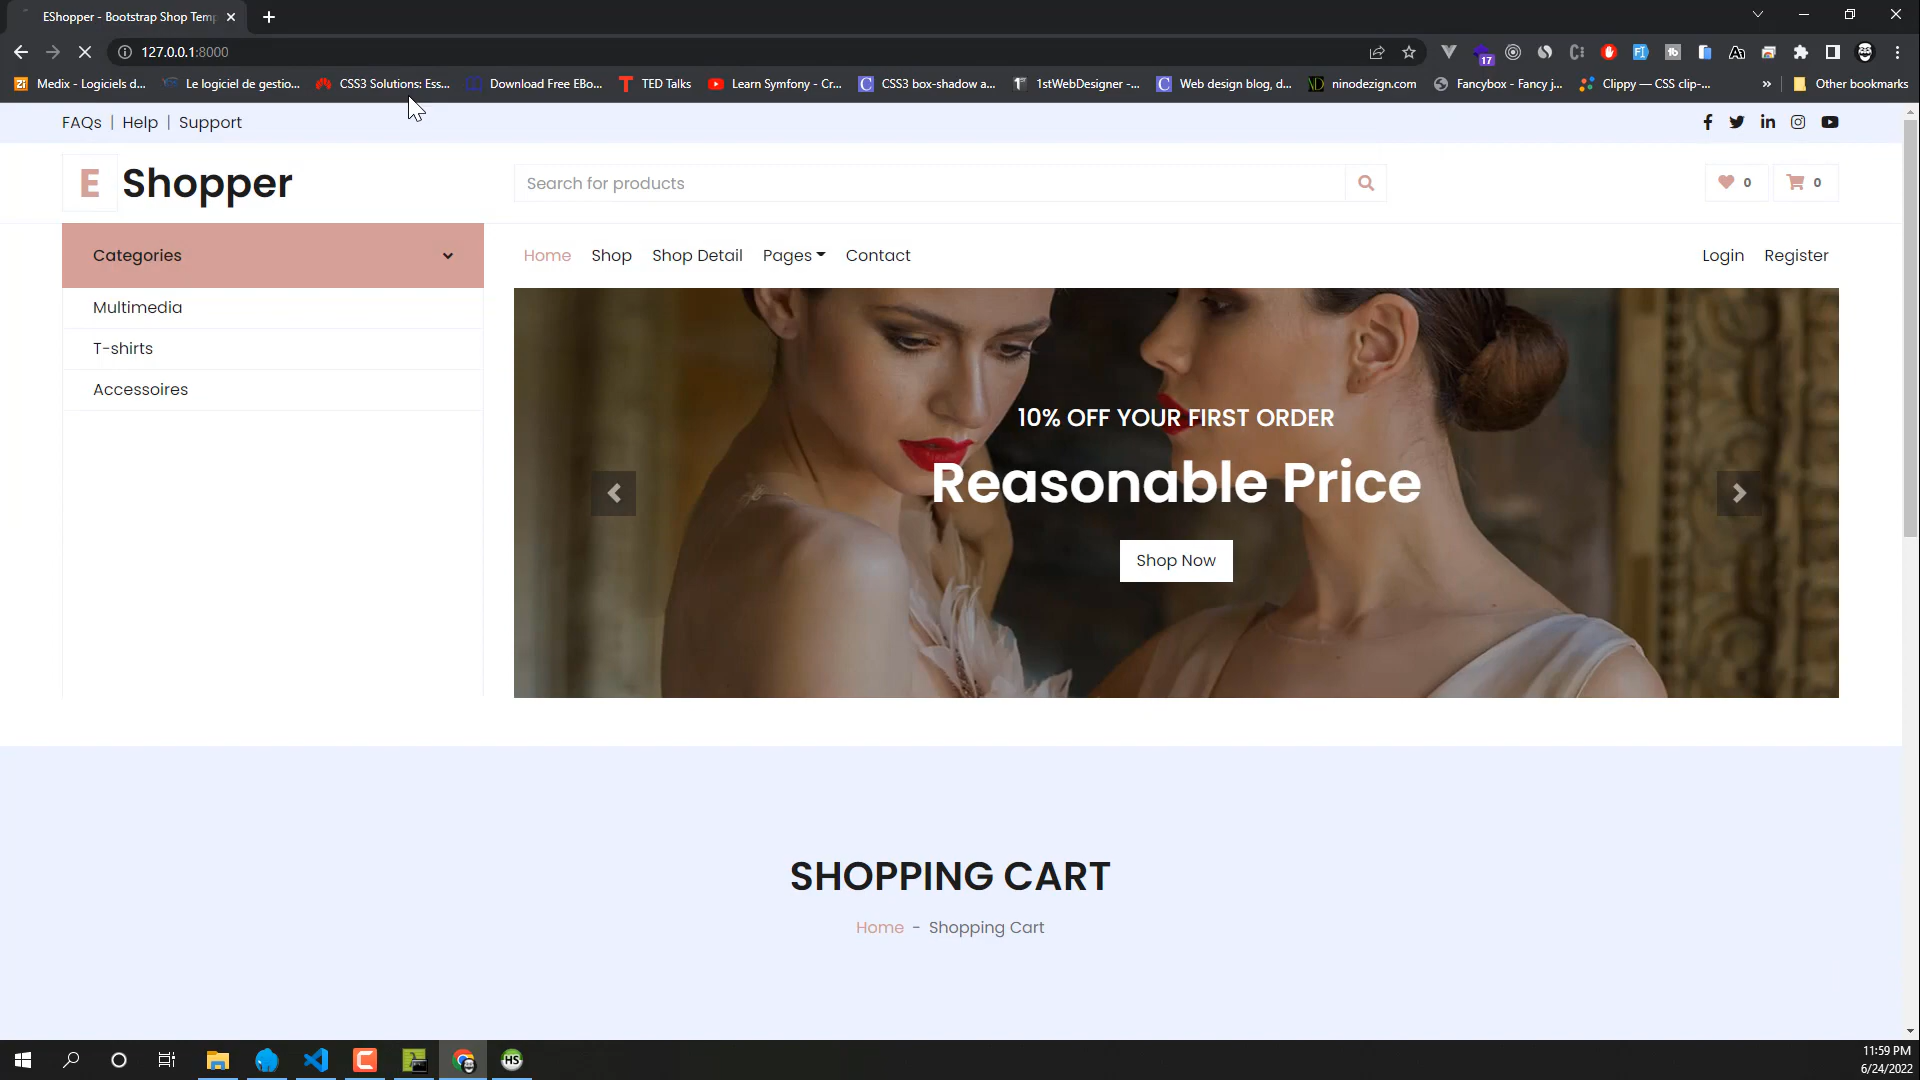 EShopper - Bootstrap Shop Temp
127.0.0.1:8000
17
Medix - Logiciels d... Le logiciel de gestio... CSS3 Solutions: Ess... Download Free EBo... TED Talks Learn Symfony - Cr... CSS3 box-shadow a... 1stWebDesigner -... Web design blog, d... ninodezign.com Fancybox - Fancy j... Clippy — CSS clip-... » Other bookmarks
FAQs | Help | Support
E Shopper
Search for products
0 0
Categories
Home Shop Shop Detail Pages Contact Login Register
Multimedia
T-shirts
Accessoires
10% OFF YOUR FIRST ORDER
Reasonable Price
Shop Now
SHOPPING CART
Home - Shopping Cart
HS
11:59 PM
6/24/2022